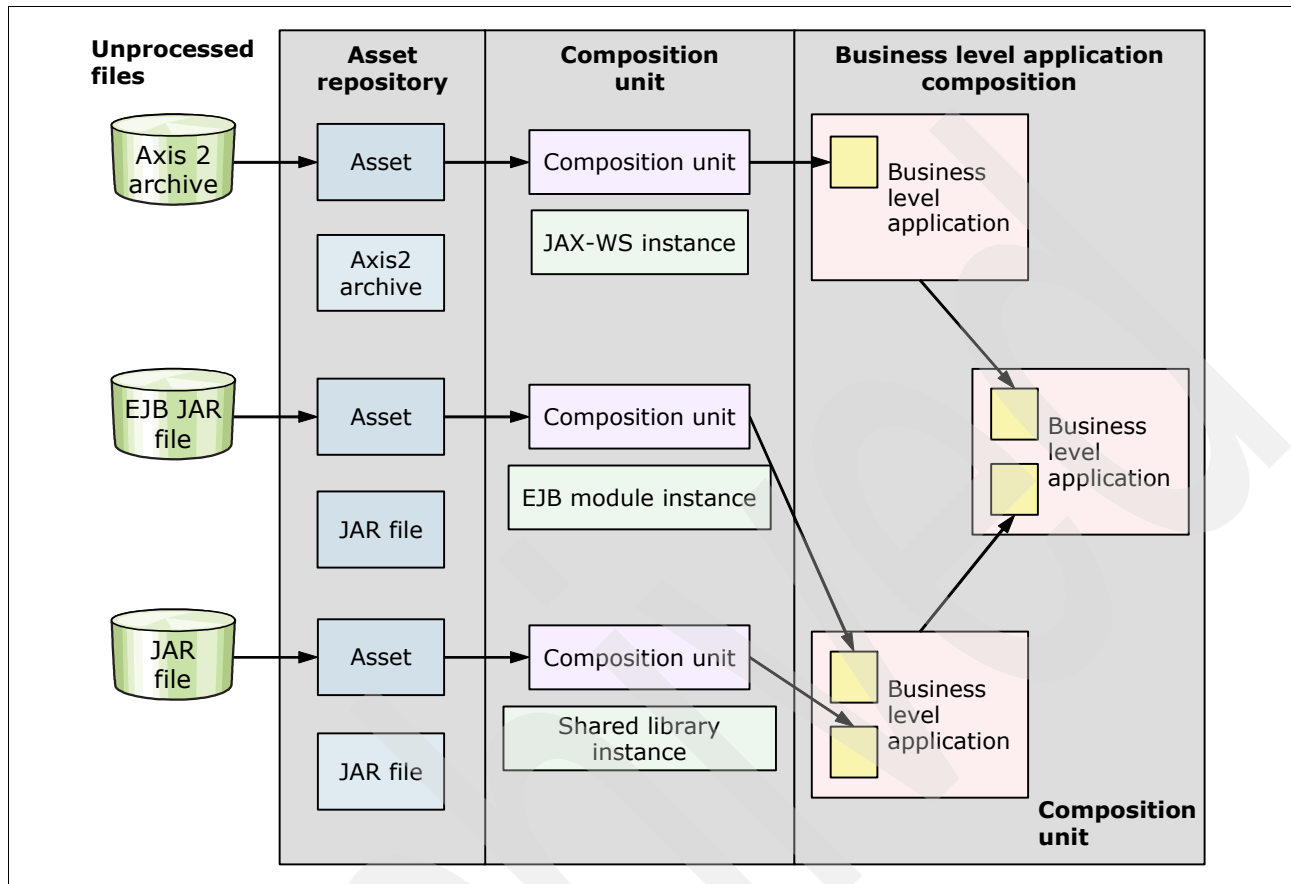 Unprocessed
files
Asset
repository
Composition
unit
Business level application
composition
Axis 2
archive
Asset
Composition unit
Business
level
application
Axis2
archive
JAX-WS instance
EJB JAR
file
Asset
Composition unit
Business
level
application
JAR file
EJB module instance
JAR
file
Asset
Composition unit
Business
level
application
JAR file
Shared library
instance
Composition
unit